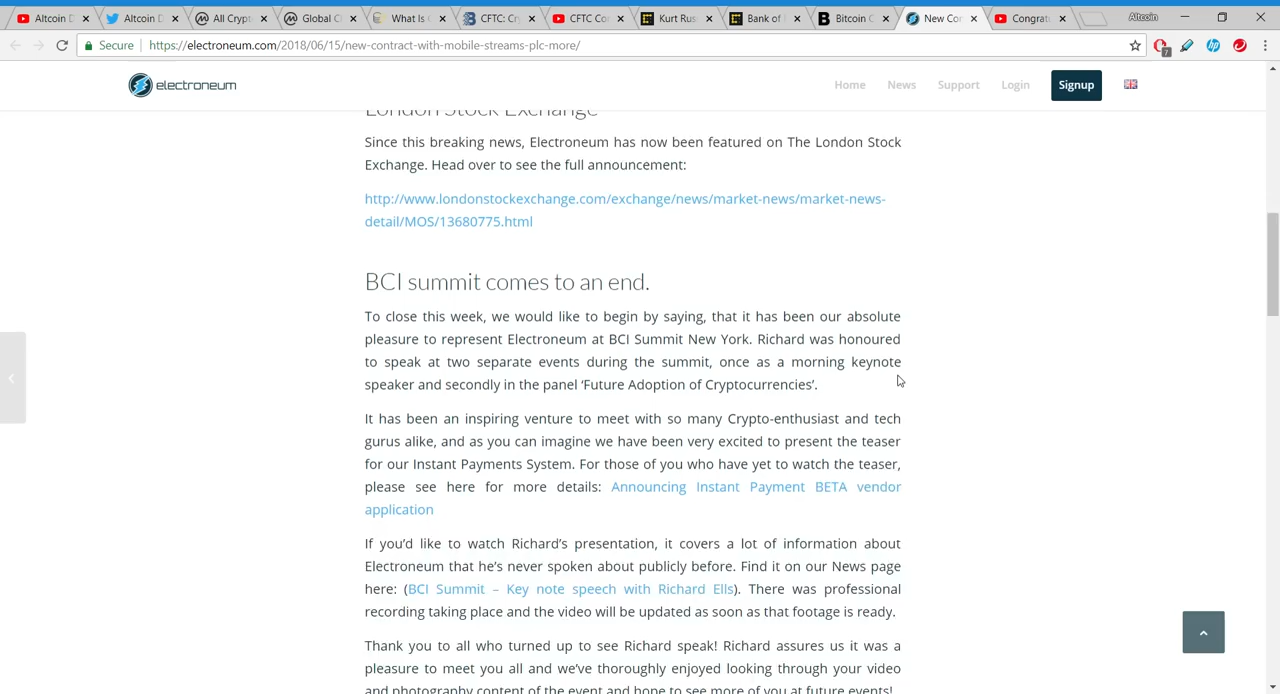 Altcoin D
Altcoin D
All Crypt
Global Ch
What Is C
CFTC: Cry
CFTC Co
Kurt Rus
Bank of
Bitcoin C
New Con
Congrat
Altcoin
Secure
https://electroneum.com/2018/06/15/new-contract-with-mobile-streams-plc-more/
7
electroneum
Home
News
Support
Login
Signup
London Stock Exchange
Since this breaking news, Electroneum has now been featured on The London Stock
Exchange. Head over to see the full announcement:
http://www.londonstockexchange.com/exchange/news/market-news/market-news-
detail/MOS/13680775.html
BCI summit comes to an end.
To close this week, we would like to begin by saying, that it has been our absolute
pleasure to represent Electroneum at BCI Summit New York. Richard was honoured
to speak at two separate events during the summit, once as a morning keynote
speaker and secondly in the panel ‘Future Adoption of Cryptocurrencies’.
It has been an inspiring venture to meet with so many Crypto-enthusiast and tech
gurus alike, and as you can imagine we have been very excited to present the teaser
for our Instant Payments System. For those of you who have yet to watch the teaser,
please see here for more details: Announcing Instant Payment BETA vendor
application
If you’d like to watch Richard’s presentation, it covers a lot of information about
Electroneum that he’s never spoken about publicly before. Find it on our News page
here: (BCI Summit – Key note speech with Richard Ells). There was professional
recording taking place and the video will be updated as soon as that footage is ready.
Thank you to all who turned up to see Richard speak! Richard assures us it was a
pleasure to meet you all and we’ve thoroughly enjoyed looking through your video
and photography content of the event and hope to see more of you at future events!